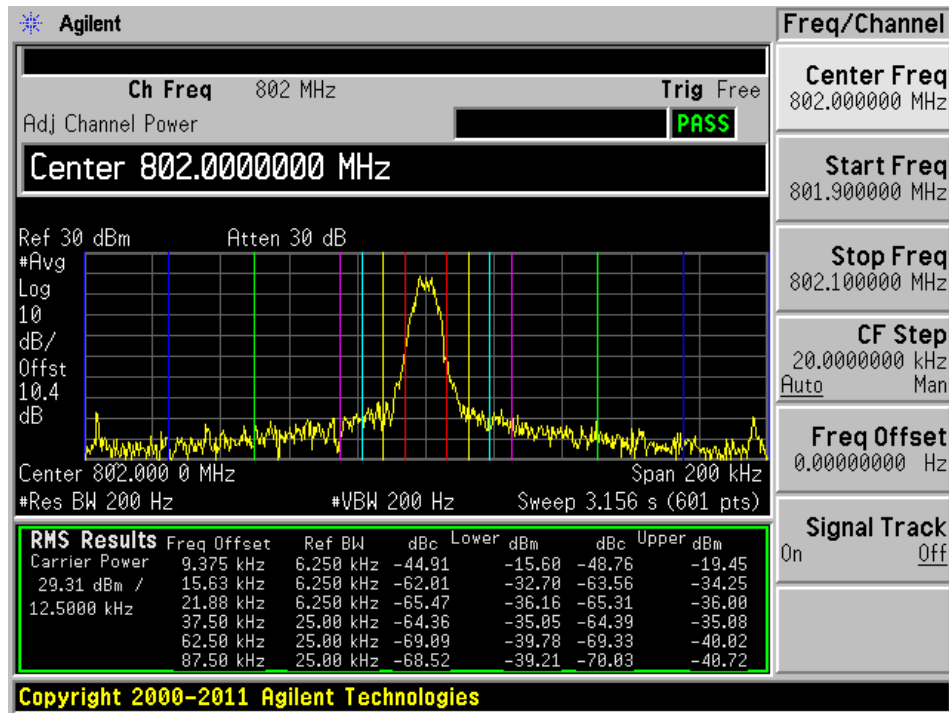 Agilent
Freq/Channel
Ch Freq 802 MHz Trig Free
Adj Channel Power PASS
Center 802.0000000 MHz
Ref 30 dBm Atten 30 dB
#Avg
Log
10
dB/
Offst
10.4
dB
Center 802.000 0 MHz Span 200 kHz
#Res BW 200 Hz #VBW 200 Hz Sweep 3.156 s (601 pts)
RMS Results Freq Offset Ref BW dBc Lower dBm dBc Upper dBm
Carrier Power 9.375 kHz 6.250 kHz -44.91 -15.60 -48.76 -19.45
29.31 dBm / 15.63 kHz 6.250 kHz -62.01 -32.70 -63.56 -34.25
12.5000 kHz 21.88 kHz 6.250 kHz -65.47 -36.16 -65.31 -36.00
37.50 kHz 25.00 kHz -64.36 -35.05 -64.39 -35.08
62.50 kHz 25.00 kHz -69.09 -39.78 -69.33 -40.02
87.50 kHz 25.00 kHz -68.52 -39.21 -70.03 -40.72
Copyright 2000-2011 Agilent Technologies
Center Freq
802.000000 MHz
Start Freq
801.900000 MHz
Stop Freq
802.100000 MHz
CF Step
20.0000000 kHz
Auto Man
Freq Offset
0.00000000 Hz
Signal Track
On Off